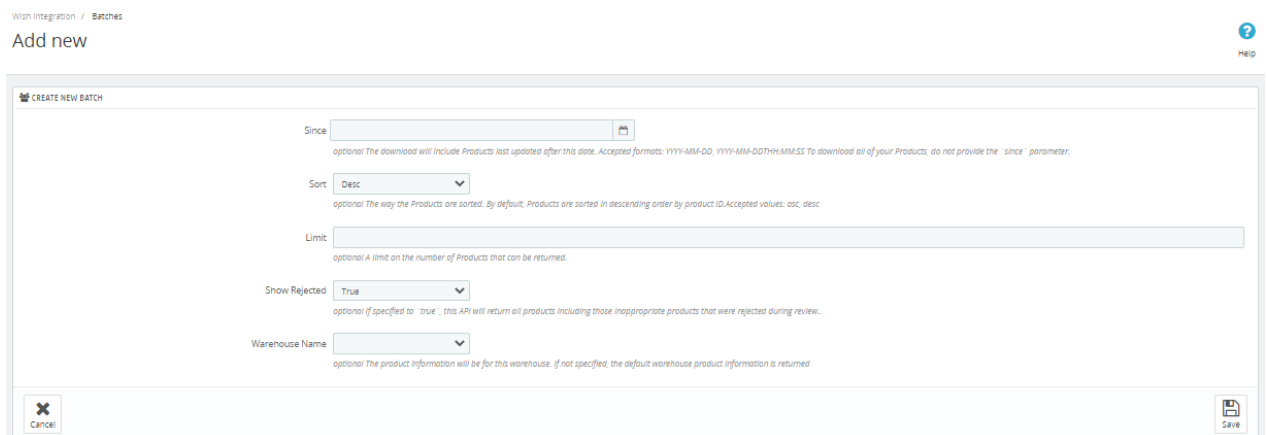 Wish Integration / Batches
Add new
Help
CREATE NEW BATCH
Since
optional The download will include Products last updated after this date. Accepted formats: YYYY-MM-DD, YYYY-MM-DDTHH:MM:SS To download all of your Products, do not provide the `since` parameter.
Sort Desc
optional The way the Products are sorted. By default, Products are sorted in descending order by product ID.Accepted values: asc, desc
Limit
optional A limit on the number of Products that can be returned.
Show Rejected True
optional If specified to `true`, this API will return all products including those inappropriate products that were rejected during review..
Warehouse Name
optional The product information will be for this warehouse. If not specified, the default warehouse product information is returned
Cancel Save